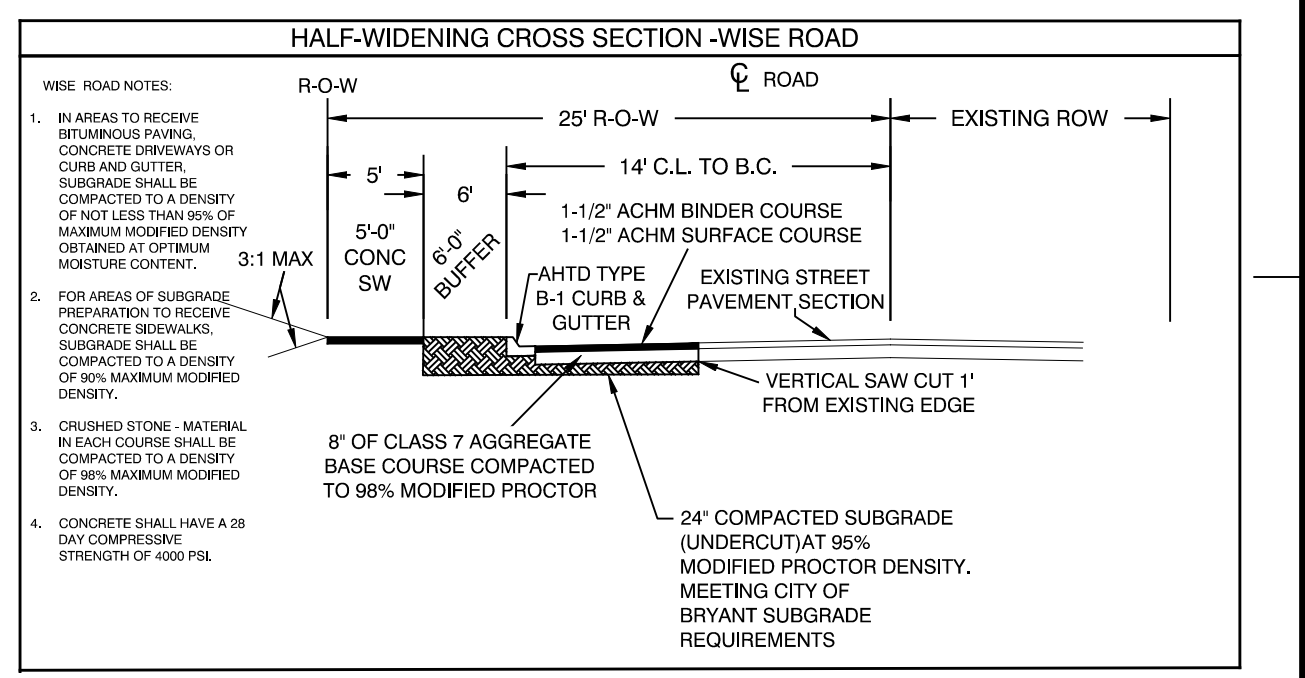 HALF-WIDENING CROSS SECTION -WISE ROAD
WISE ROAD NOTES:
1. IN AREAS TO RECEIVE
BITUMINOUS PAVING,
CONCRETE DRIVEWAYS OR
CURB AND GUTTER,
SUBGRADE SHALL BE
COMPACTED TO A DENSITY
OF NOT LESS THAN 95% OF
MAXIMUM MODIFIED DENSITY
OBTAINED AT OPTIMUM
MOISTURE CONTENT.
2. FOR AREAS OF SUBGRADE
PREPARATION TO RECEIVE
CONCRETE SIDEWALKS,
SUBGRADE SHALL BE
COMPACTED TO A DENSITY
OF 90% MAXIMUM MODIFIED
DENSITY.
3. CRUSHED STONE - MATERIAL
IN EACH COURSE SHALL BE
COMPACTED TO A DENSITY
OF 98% MAXIMUM MODIFIED
DENSITY.
4. CONCRETE SHALL HAVE A 28
DAY COMPRESSIVE
STRENGTH OF 4000 PSI.
R-O-W
℄ ROAD
25' R-O-W
EXISTING ROW
14' C.L. TO B.C.
5'
6'
5'-0"
CONC
SW
6'-0"
BUFFER
3:1 MAX
1-1/2" ACHM BINDER COURSE
1-1/2" ACHM SURFACE COURSE
AHTD TYPE
B-1 CURB &
GUTTER
EXISTING STREET
PAVEMENT SECTION
VERTICAL SAW CUT 1'
FROM EXISTING EDGE
8" OF CLASS 7 AGGREGATE
BASE COURSE COMPACTED
TO 98% MODIFIED PROCTOR
24" COMPACTED SUBGRADE
(UNDERCUT)AT 95%
MODIFIED PROCTOR DENSITY.
MEETING CITY OF
BRYANT SUBGRADE
REQUIREMENTS